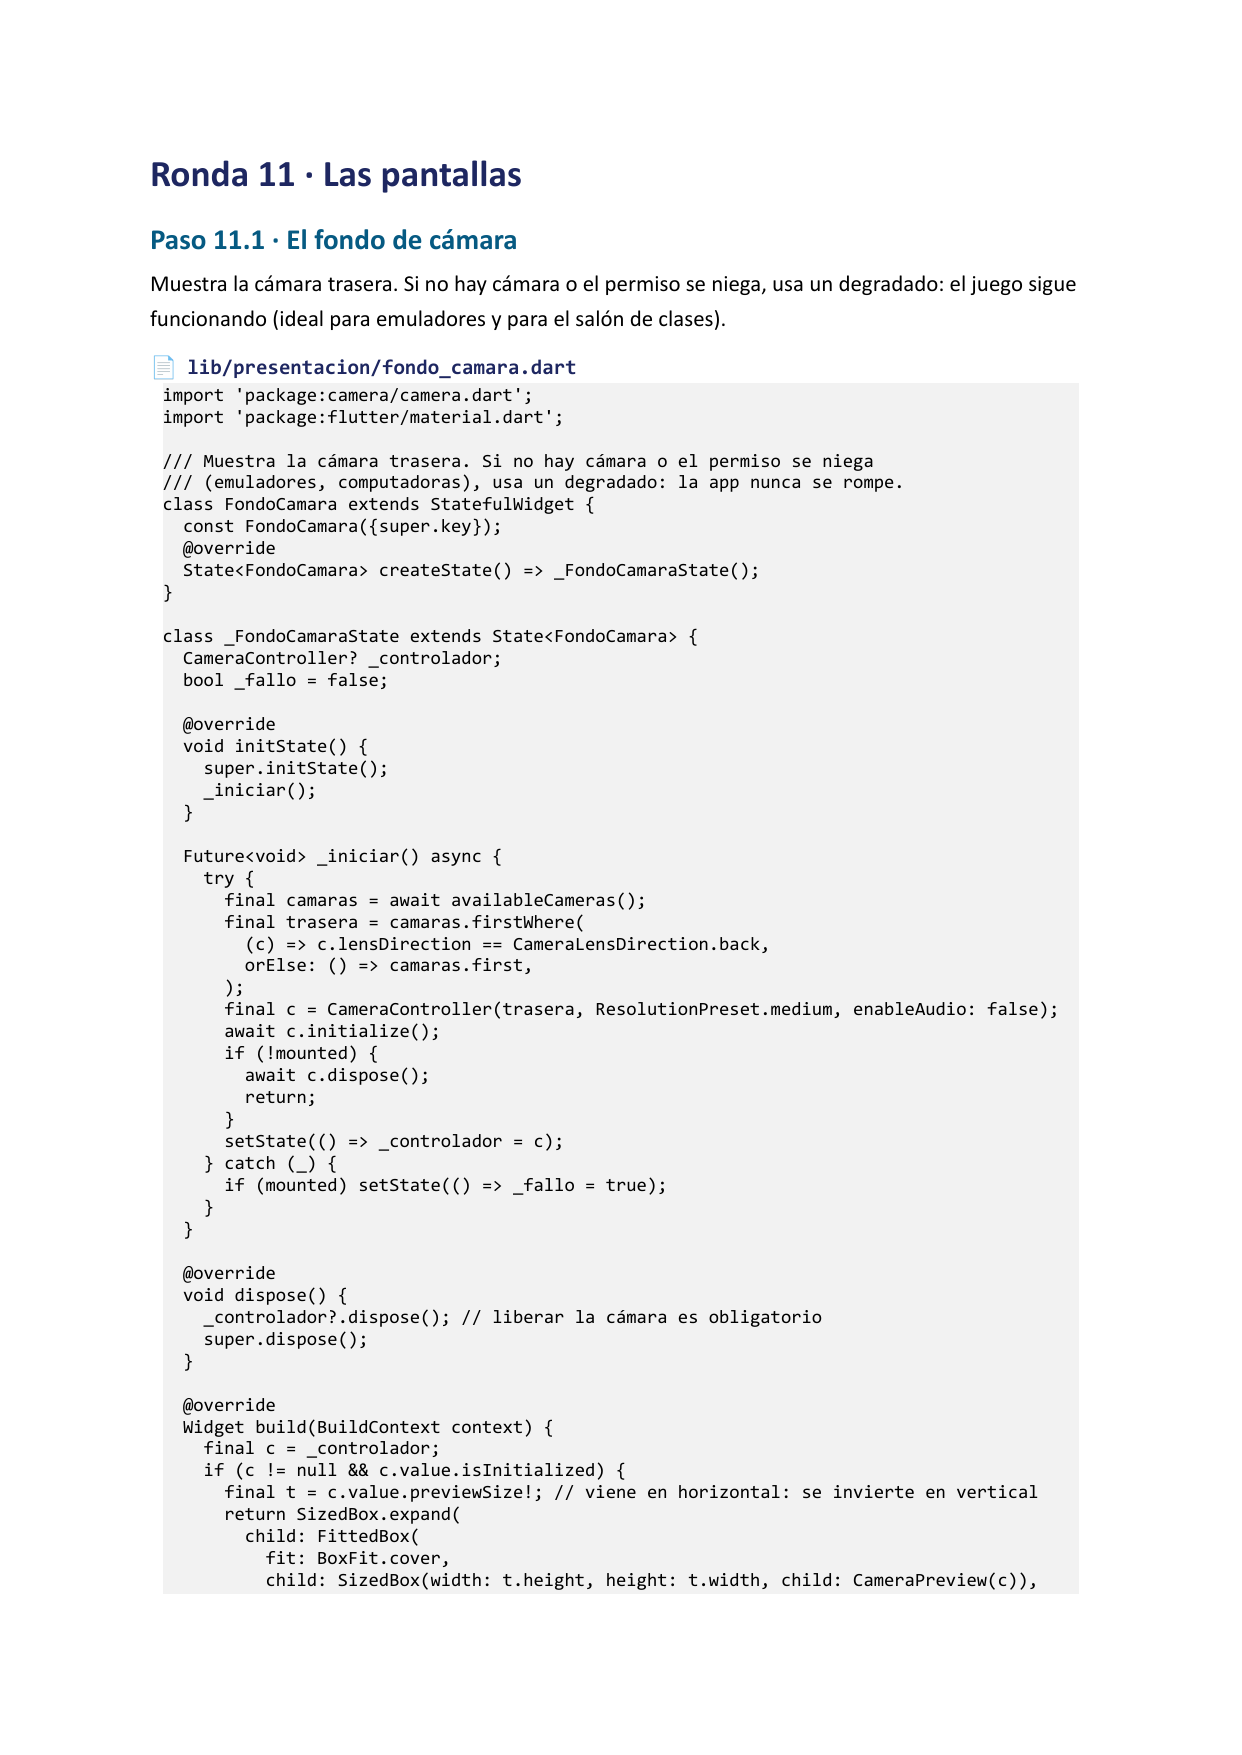 Ronda 11 · Las pantallas
Paso 11.1 · El fondo de cámara
Muestra la cámara trasera. Si no hay cámara o el permiso se niega, usa un degradado: el juego sigue
funcionando (ideal para emuladores y para el salón de clases).
📄 lib/presentacion/fondo_camara.dart
import 'package:camera/camera.dart';
import 'package:flutter/material.dart';

/// Muestra la cámara trasera. Si no hay cámara o el permiso se niega
/// (emuladores, computadoras), usa un degradado: la app nunca se rompe.
class FondoCamara extends StatefulWidget {
  const FondoCamara({super.key});
  @override
  State<FondoCamara> createState() => _FondoCamaraState();
}

class _FondoCamaraState extends State<FondoCamara> {
  CameraController? _controlador;
  bool _fallo = false;

  @override
  void initState() {
    super.initState();
    _iniciar();
  }

  Future<void> _iniciar() async {
    try {
      final camaras = await availableCameras();
      final trasera = camaras.firstWhere(
        (c) => c.lensDirection == CameraLensDirection.back,
        orElse: () => camaras.first,
      );
      final c = CameraController(trasera, ResolutionPreset.medium, enableAudio: false);
      await c.initialize();
      if (!mounted) {
        await c.dispose();
        return;
      }
      setState(() => _controlador = c);
    } catch (_) {
      if (mounted) setState(() => _fallo = true);
    }
  }

  @override
  void dispose() {
    _controlador?.dispose(); // liberar la cámara es obligatorio
    super.dispose();
  }

  @override
  Widget build(BuildContext context) {
    final c = _controlador;
    if (c != null && c.value.isInitialized) {
      final t = c.value.previewSize!; // viene en horizontal: se invierte en vertical
      return SizedBox.expand(
        child: FittedBox(
          fit: BoxFit.cover,
          child: SizedBox(width: t.height, height: t.width, child: CameraPreview(c)),